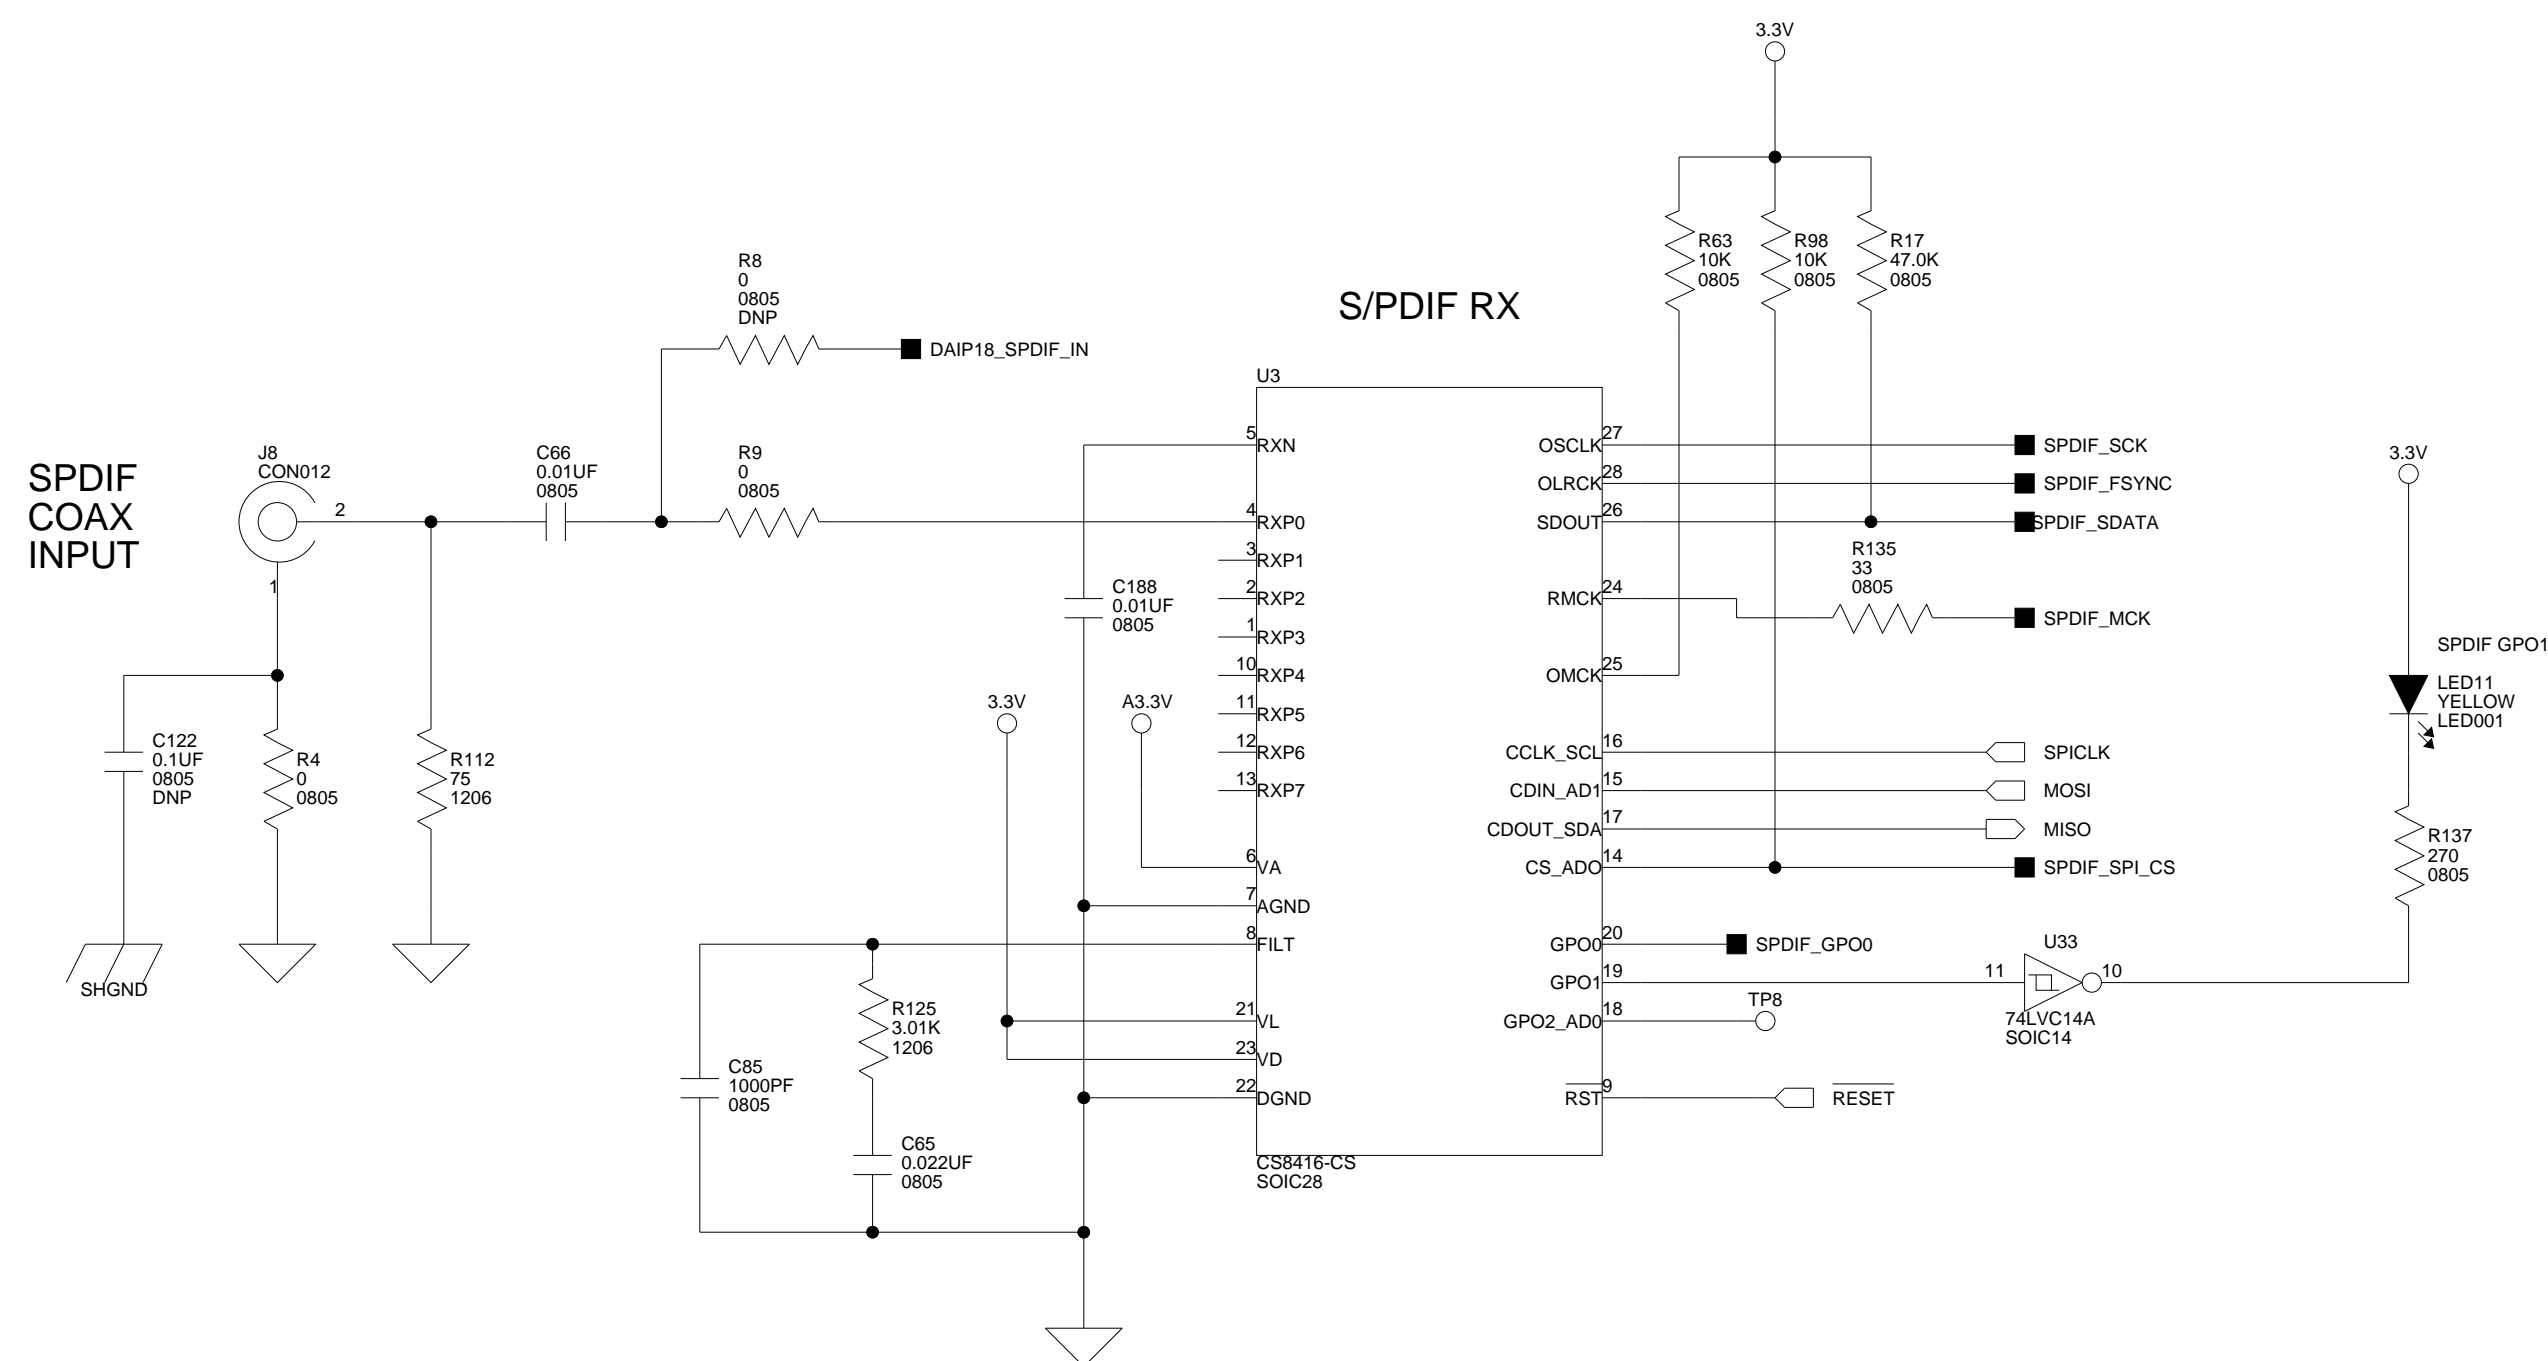 3.3V
R63
10K
0805
R98
10K
0805
R17
47.0K
0805
R8
0
0805
DNP
DAIP18_SPDIF_IN
S/PDIF RX
SPDIF
COAX
INPUT
J8
CON012
2
1
C66
0.01UF
0805
R9
0
0805
C122
0.1UF
0805
DNP
R4
0
0805
R112
75
1206
SHGND
C188
0.01UF
0805
3.3V
A3.3V
R125
3.01K
1206
C85
1000PF
0805
C65
0.022UF
0805
U3
5
RXN
4
RXP0
3
RXP1
2
RXP2
1
RXP3
10
RXP4
11
RXP5
12
RXP6
13
RXP7
6
VA
7
AGND
8
FILT
21
VL
23
VD
22
DGND
CS8416-CS
SOIC28
OSCLK
27
SPDIF_SCK
OLRCK
28
SPDIF_FSYNC
SDOUT
26
SPDIF_SDATA
R135
33
0805
RMCK
24
SPDIF_MCK
OMCK
25
CCLK_SCL
16
SPICLK
CDIN_AD1
15
MOSI
CDOUT_SDA
17
MISO
CS_ADO
14
SPDIF_SPI_CS
GPO0
20
SPDIF_GPO0
GPO1
19
GPO2_AD0
18
TP8
RST
9
RESET
U33
11
10
74LVC14A
SOIC14
3.3V
SPDIF GPO1
LED11
YELLOW
LED001
R137
270
0805